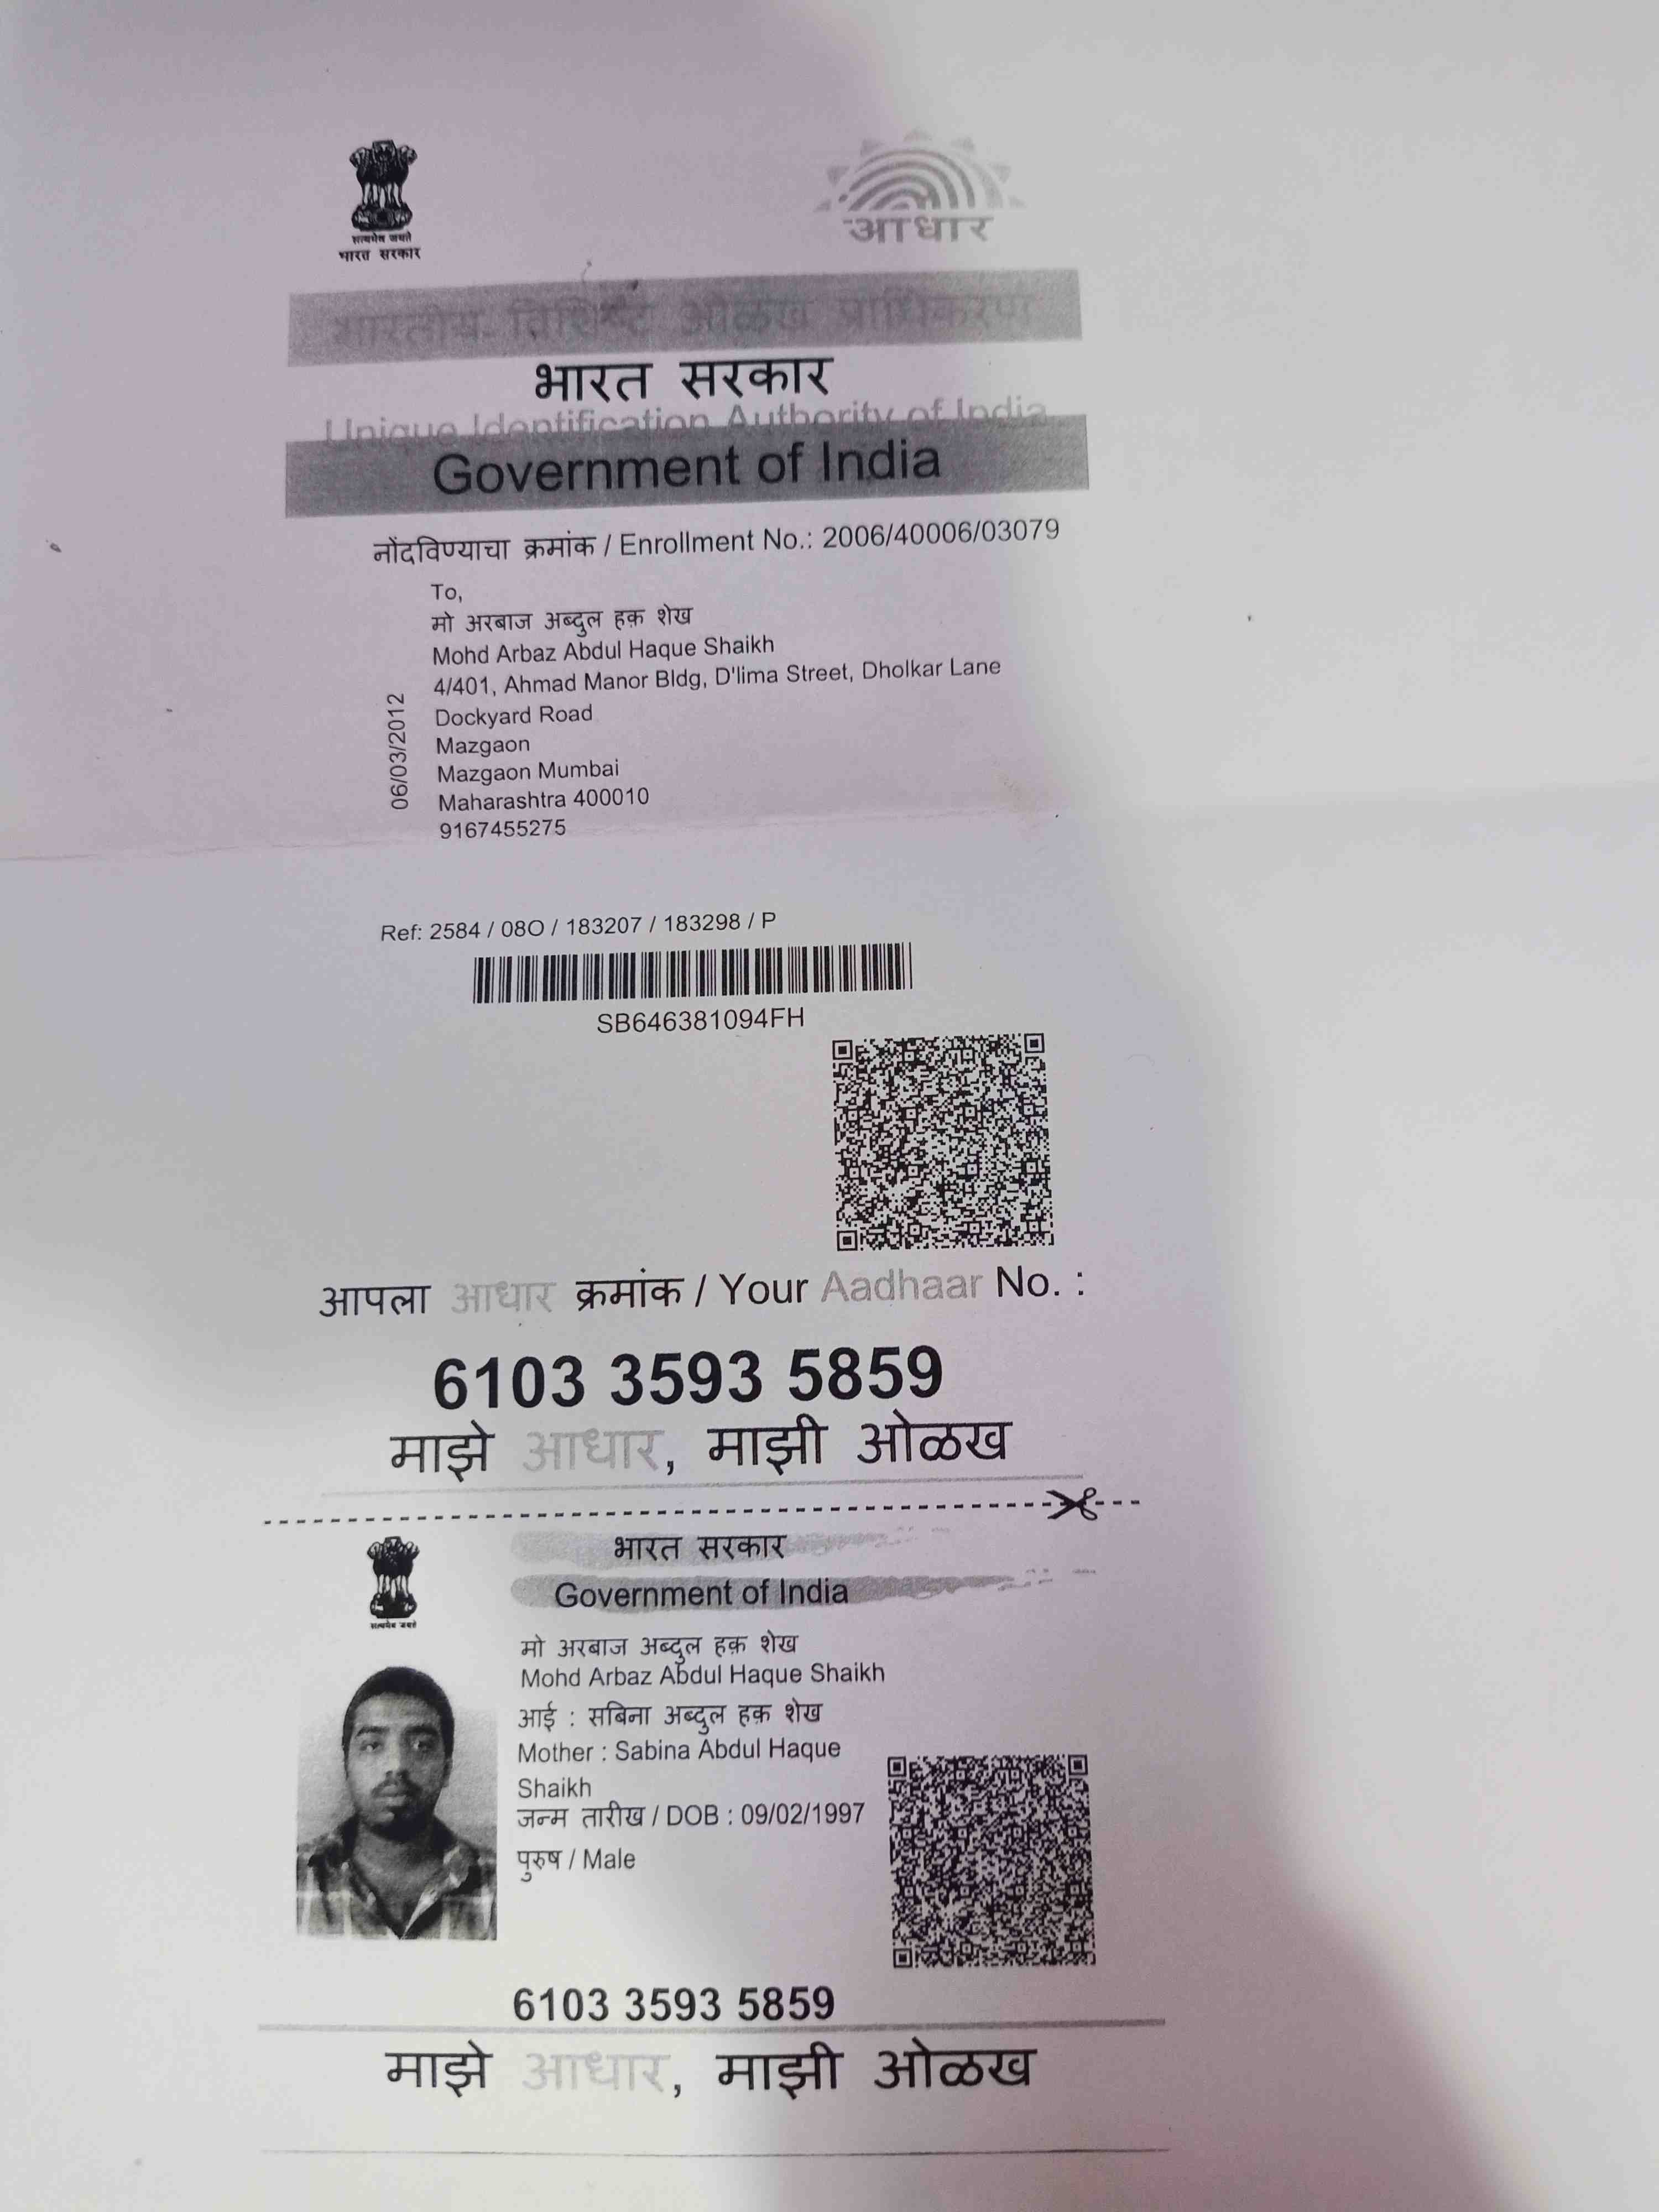 सत्यमेव जयते
भारत सरकार
आधार
भारतीय विशिष्ट ओळख प्राधिकरण
भारत सरकार
Unique Identification Authority of India
Government of India
नोंदविण्याचा क्रमांक / Enrollment No.: 2006/40006/03079
To,
मो अरबाज अब्दुल हक़ शेख
Mohd Arbaz Abdul Haque Shaikh
4/401, Ahmad Manor Bldg, D'lima Street, Dholkar Lane
Dockyard Road
Mazgaon
Mazgaon Mumbai
Maharashtra 400010
9167455275
06/03/2012
Ref: 2584 / 08O / 183207 / 183298 / P
SB646381094FH
आपला आधार क्रमांक / Your Aadhaar No. :
6103 3593 5859
माझे आधार, माझी ओळख
सत्यमेव जयते
भारत सरकार
Government of India
मो अरबाज अब्दुल हक़ शेख
Mohd Arbaz Abdul Haque Shaikh
आई : सबिना अब्दुल हक़ शेख
Mother : Sabina Abdul Haque
Shaikh
जन्म तारीख / DOB : 09/02/1997
पुरुष / Male
6103 3593 5859
माझे आधार, माझी ओळख